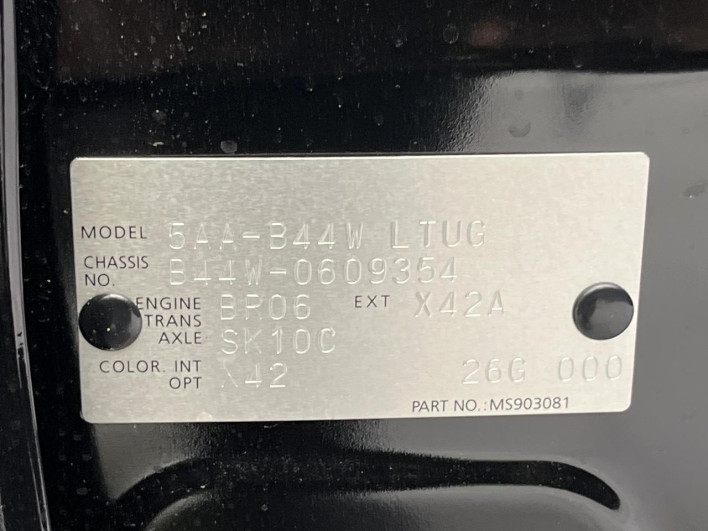 MODEL 5AA-B44W LTUG
CHASSIS NO. B44W-0609354
ENGINE BR06 EXT X42A
TRANS AXLE SK10C
COLOR INT X42
OPT 26G 000
PART NO.:MS903081